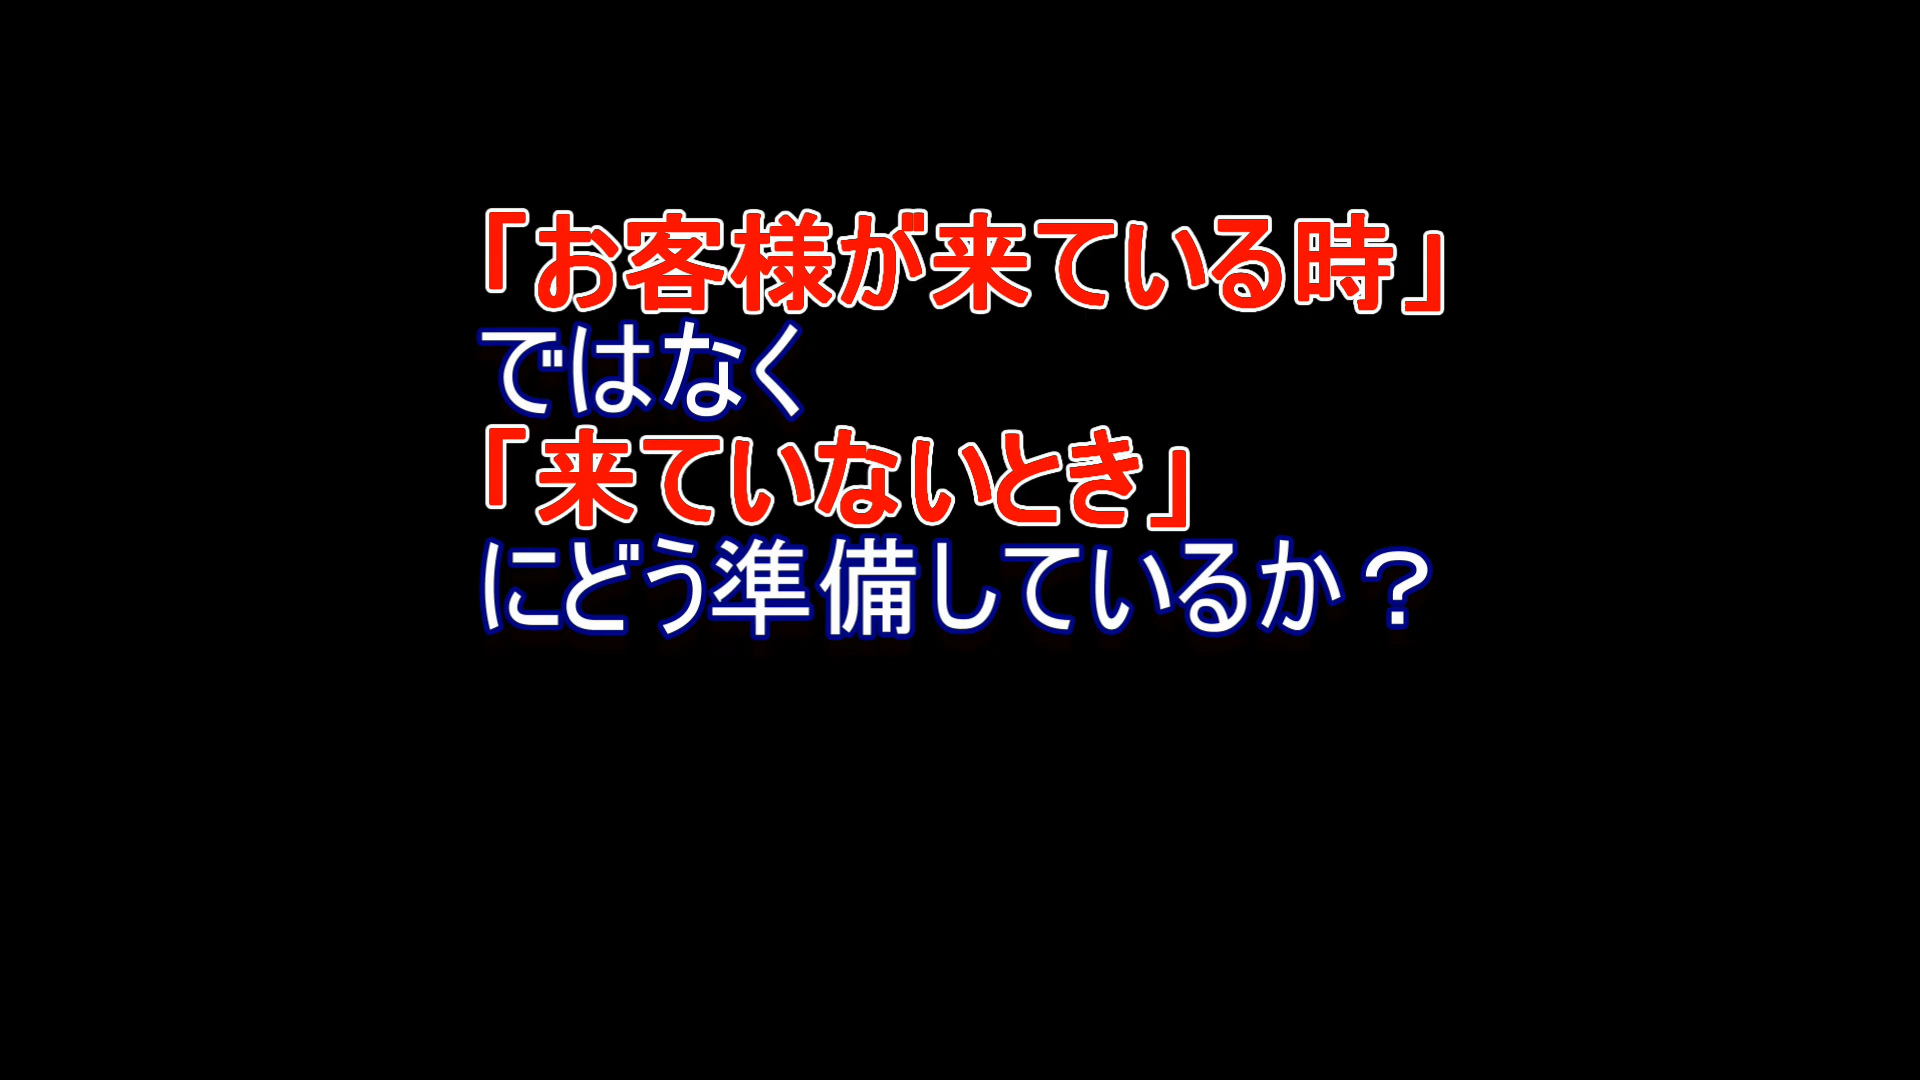 「お客様が来ている時」
ではなく
「来ていないとき」
にどう準備しているか？